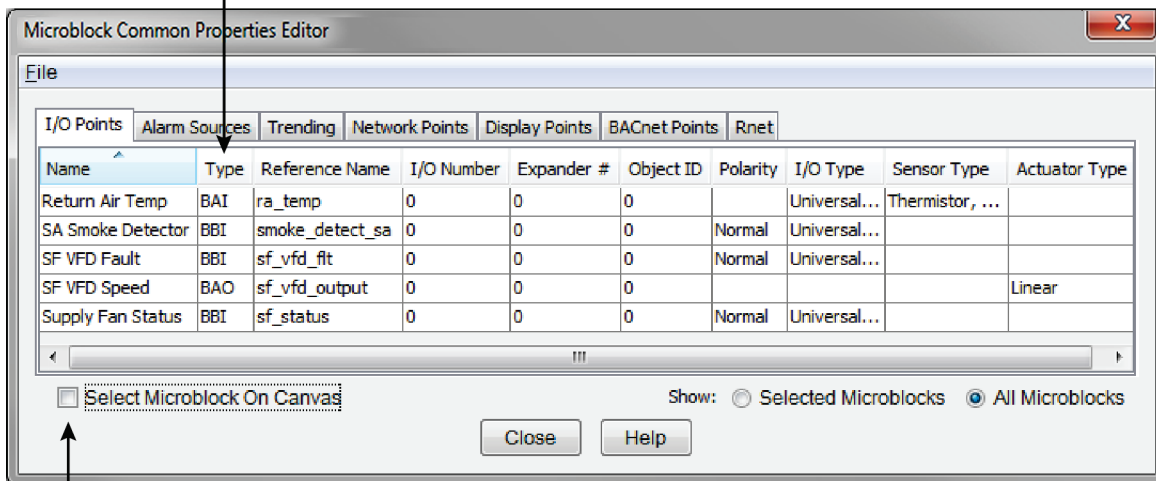 Microblock Common Properties Editor
X
File
I/O Points Alarm Sources Trending Network Points Display Points BACnet Points Rnet
Name Type Reference Name I/O Number Expander # Object ID Polarity I/O Type Sensor Type Actuator Type
Return Air Temp BAI ra_temp 0 0 0 Universal... Thermistor, ...
SA Smoke Detector BBI smoke_detect_sa 0 0 0 Normal Universal...
SF VFD Fault BBI sf_vfd_flt 0 0 0 Normal Universal...
SF VFD Speed BAO sf_vfd_output 0 0 0 Linear
Supply Fan Status BBI sf_status 0 0 0 Normal Universal...
Select Microblock On Canvas Show: Selected Microblocks All Microblocks
Close Help